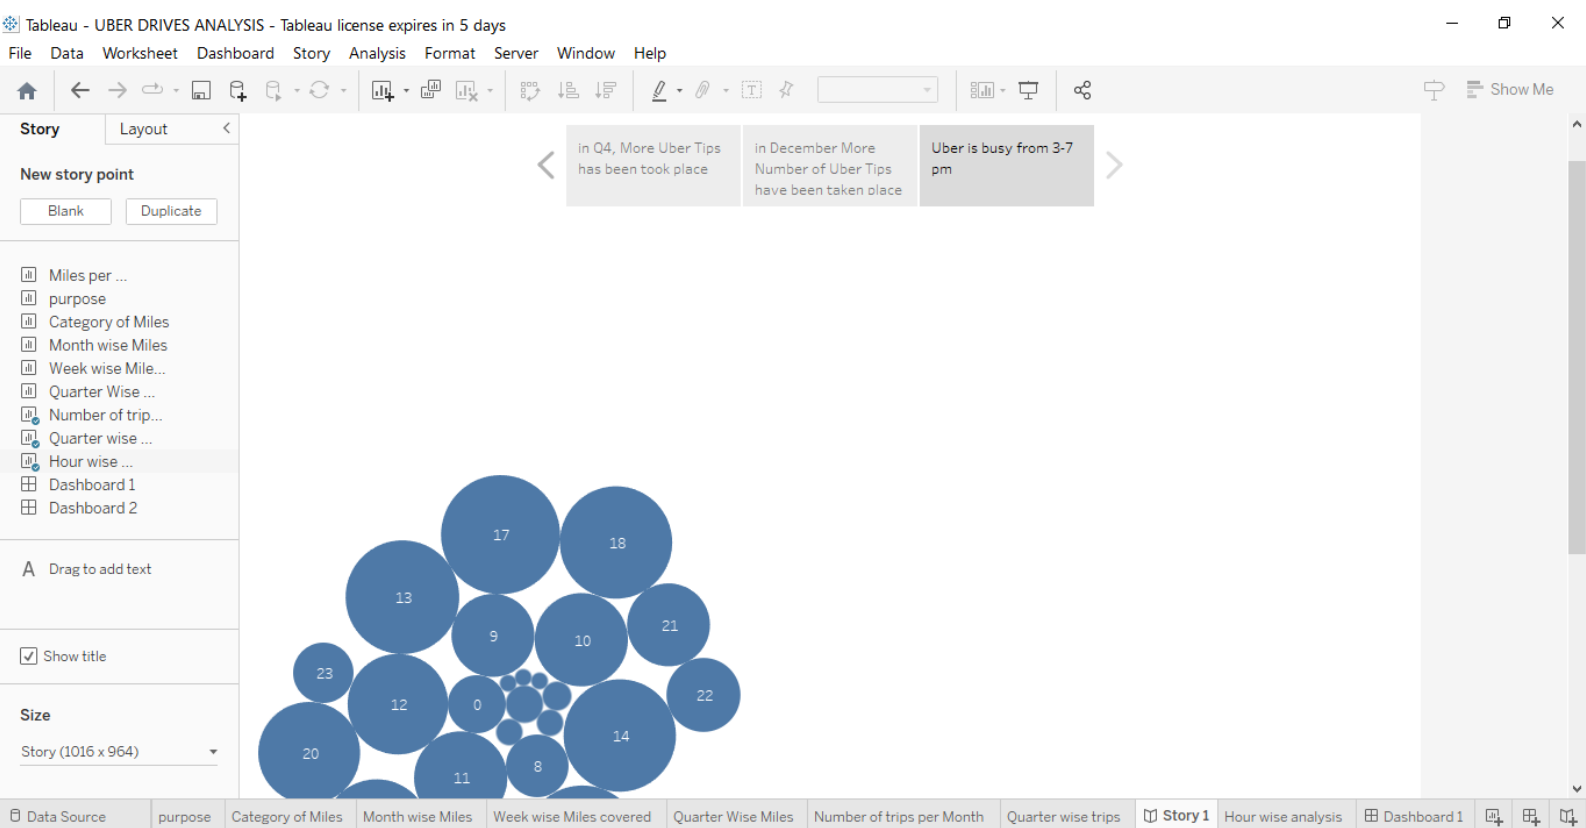 Tableau - UBER DRIVES ANALYSIS - Tableau license expires in 5 days
File Data Worksheet Dashboard Story Analysis Format Server Window Help
Show Me
Story Layout
New story point
Blank Duplicate
Miles per ...
purpose
Category of Miles
Month wise Miles
Week wise Mile...
Quarter Wise ...
Number of trip...
Quarter wise ...
Hour wise ...
Dashboard 1
Dashboard 2
A Drag to add text
Show title
Size
Story (1016 x 964)
in Q4, More Uber Tips
has been took place
in December More
Number of Uber Tips
have been taken place
Uber is busy from 3-7
pm
17
18
13
9
10
21
23
12
0
22
20
14
11
8
Data Source purpose Category of Miles Month wise Miles Week wise Miles covered Quarter Wise Miles Number of trips per Month Quarter wise trips Story 1 Hour wise analysis Dashboard 1